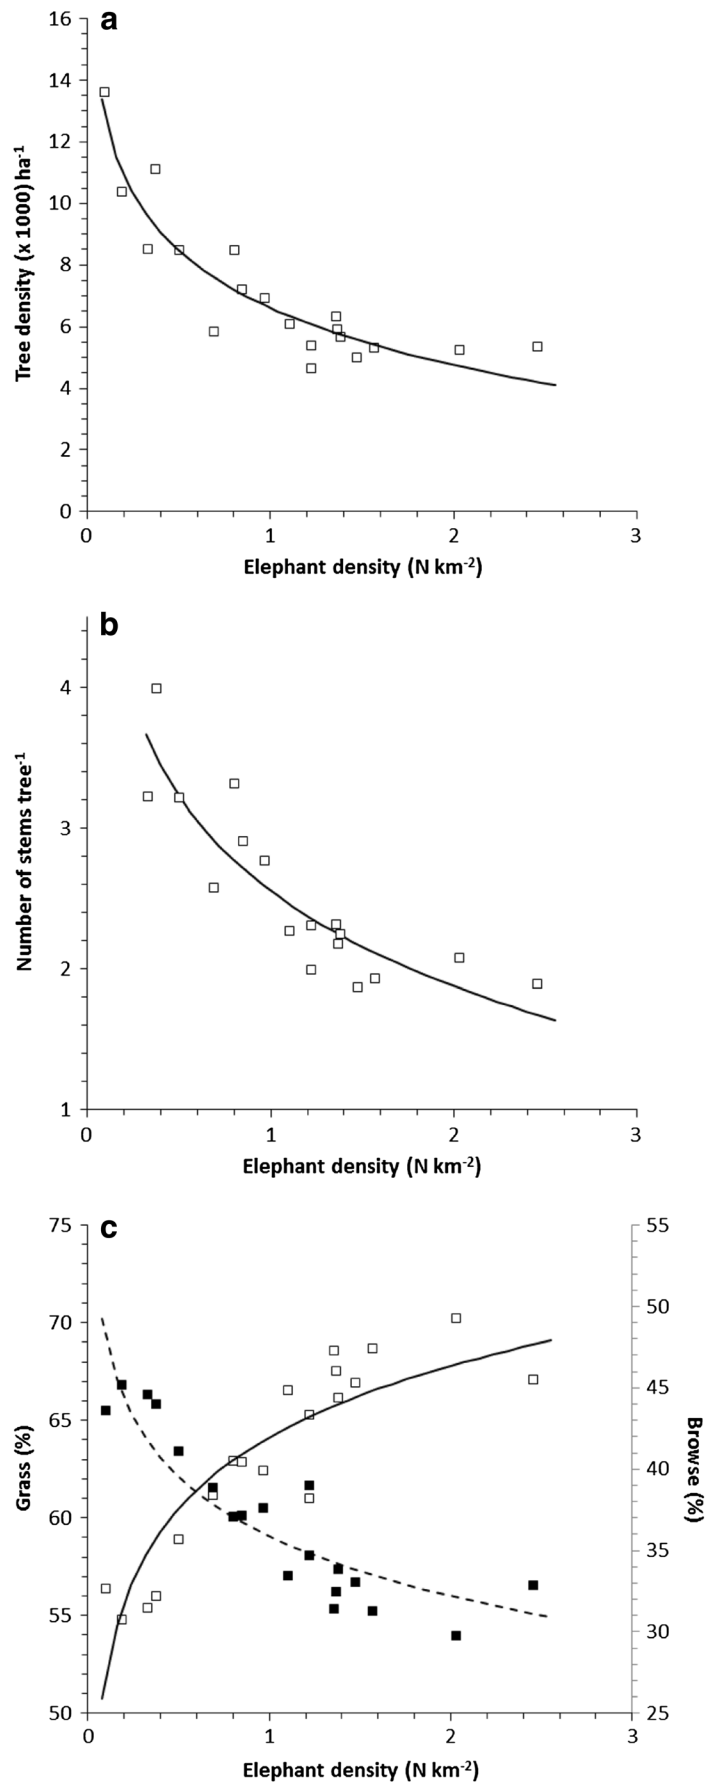 a
16
14
12
10
8
6
4
2
0
Tree density (x 1000) ha-1
0 1 2 3
Elephant density (N km-2)
b
4
3
2
1
Number of stems tree-1
0 1 2 3
Elephant density (N km-2)
c
75
70
65
60
55
50
Grass (%)
55
50
45
40
35
30
25
Browse (%)
0 1 2 3
Elephant density (N km-2)